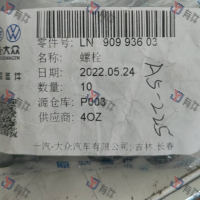 零件号: LN 909 936 03
名称: 螺栓
日期: 2022.05.24
数量: 10
源仓库: P003
供应商: 4OZ
一汽-大众汽车有限公司: 吉林 长春
A5-225